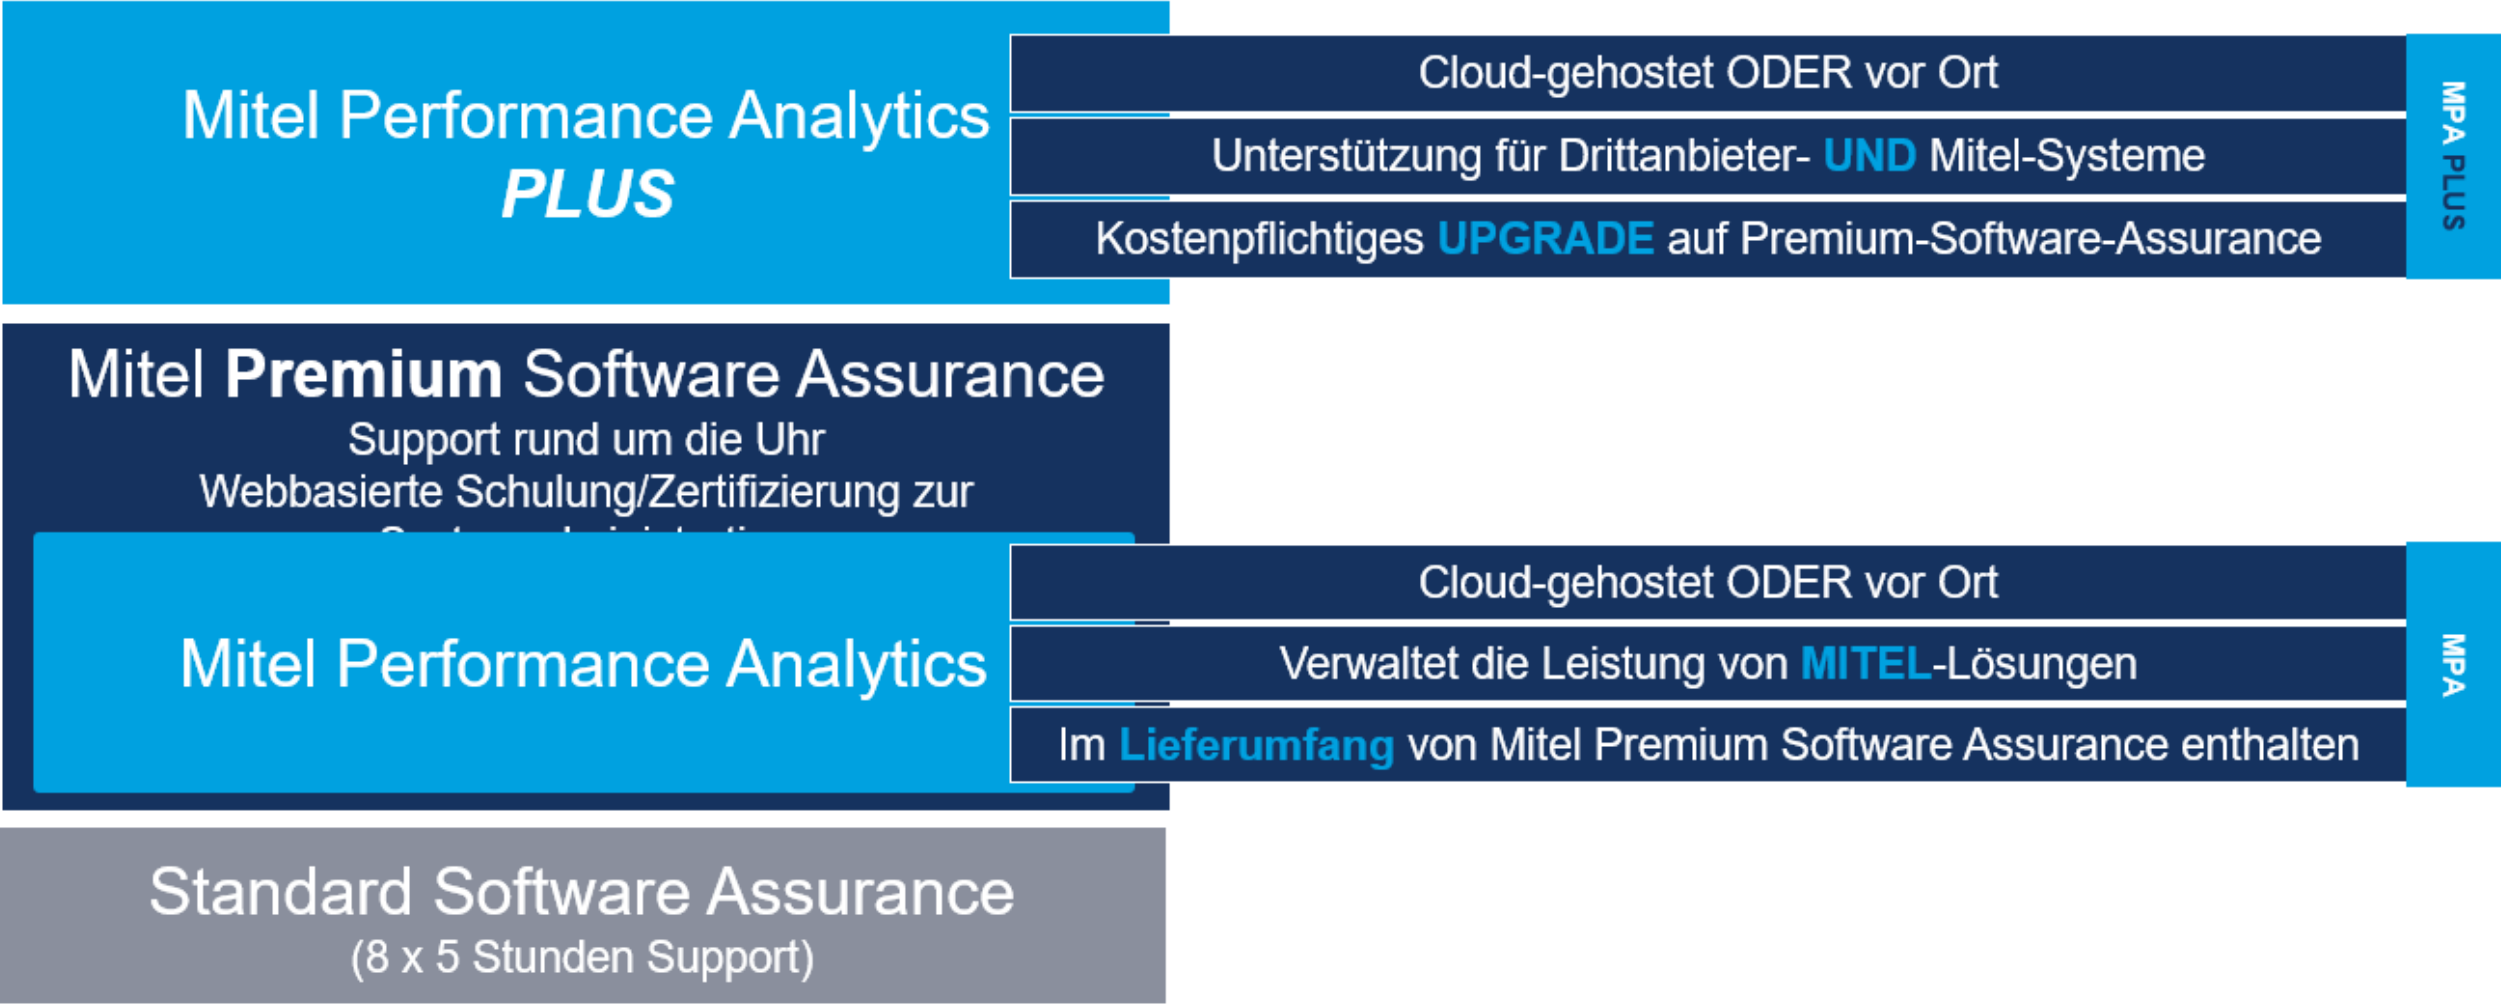 Mitel Performance Analytics
PLUS
Cloud-gehostet ODER vor Ort
Unterstützung für Drittanbieter- UND Mitel-Systeme
Kostenpflichtiges UPGRADE auf Premium-Software-Assurance
MPA PLUS
Mitel Premium Software Assurance
Support rund um die Uhr
Webbasierte Schulung/Zertifizierung zur
Mitel Performance Analytics
Cloud-gehostet ODER vor Ort
Verwaltet die Leistung von MITEL-Lösungen
Im Lieferumfang von Mitel Premium Software Assurance enthalten
MPA
Standard Software Assurance
(8 x 5 Stunden Support)